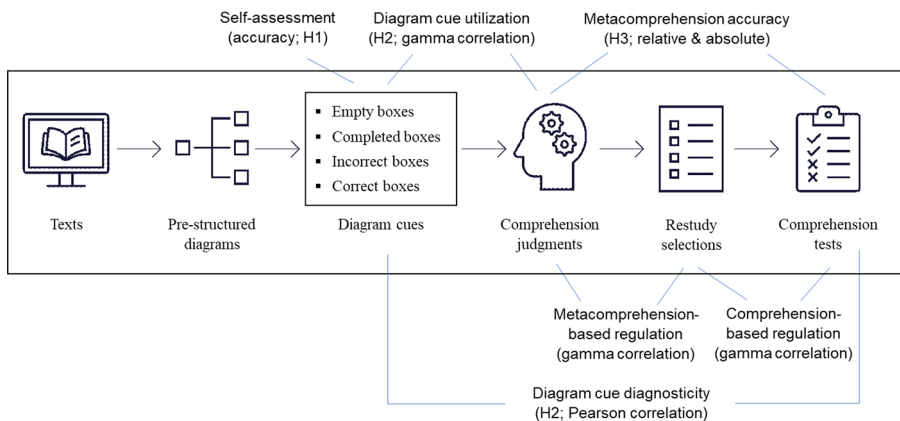 Self-assessment
(accuracy; H1)
Diagram cue utilization
(H2; gamma correlation)
Metacomprehension accuracy
(H3; relative & absolute)
▪ Empty boxes
▪ Completed boxes
▪ Incorrect boxes
▪ Correct boxes
Texts
Pre-structured
diagrams
Diagram cues
Comprehension
judgments
Restudy
selections
Comprehension
tests
Metacomprehension-
based regulation
(gamma correlation)
Comprehension-
based regulation
(gamma correlation)
Diagram cue diagnosticity
(H2; Pearson correlation)